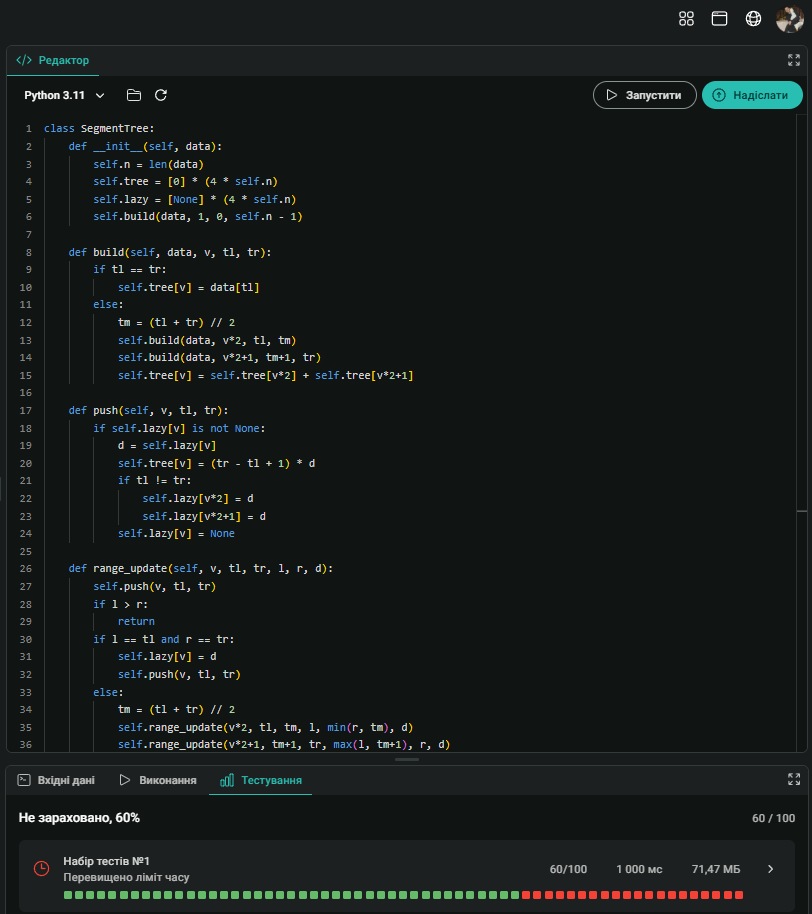 </> Редактор
Python 3.11
Запустити
Надіслати
1 class SegmentTree:
2     def __init__(self, data):
3         self.n = len(data)
4         self.tree = [0] * (4 * self.n)
5         self.lazy = [None] * (4 * self.n)
6         self.build(data, 1, 0, self.n - 1)
7
8     def build(self, data, v, tl, tr):
9         if tl == tr:
10             self.tree[v] = data[tl]
11         else:
12             tm = (tl + tr) // 2
13             self.build(data, v*2, tl, tm)
14             self.build(data, v*2+1, tm+1, tr)
15             self.tree[v] = self.tree[v*2] + self.tree[v*2+1]
16
17     def push(self, v, tl, tr):
18         if self.lazy[v] is not None:
19             d = self.lazy[v]
20             self.tree[v] = (tr - tl + 1) * d
21             if tl != tr:
22                 self.lazy[v*2] = d
23                 self.lazy[v*2+1] = d
24             self.lazy[v] = None
25
26     def range_update(self, v, tl, tr, l, r, d):
27         self.push(v, tl, tr)
28         if l > r:
29             return
30         if l == tl and r == tr:
31             self.lazy[v] = d
32             self.push(v, tl, tr)
33         else:
34             tm = (tl + tr) // 2
35             self.range_update(v*2, tl, tm, l, min(r, tm), d)
36             self.range_update(v*2+1, tm+1, tr, max(l, tm+1), r, d)
Вхідні дані
Виконання
Тестування
Не зараховано, 60%
60 / 100
Набір тестів №1
Перевищено ліміт часу
60/100
1 000 мс
71,47 МБ